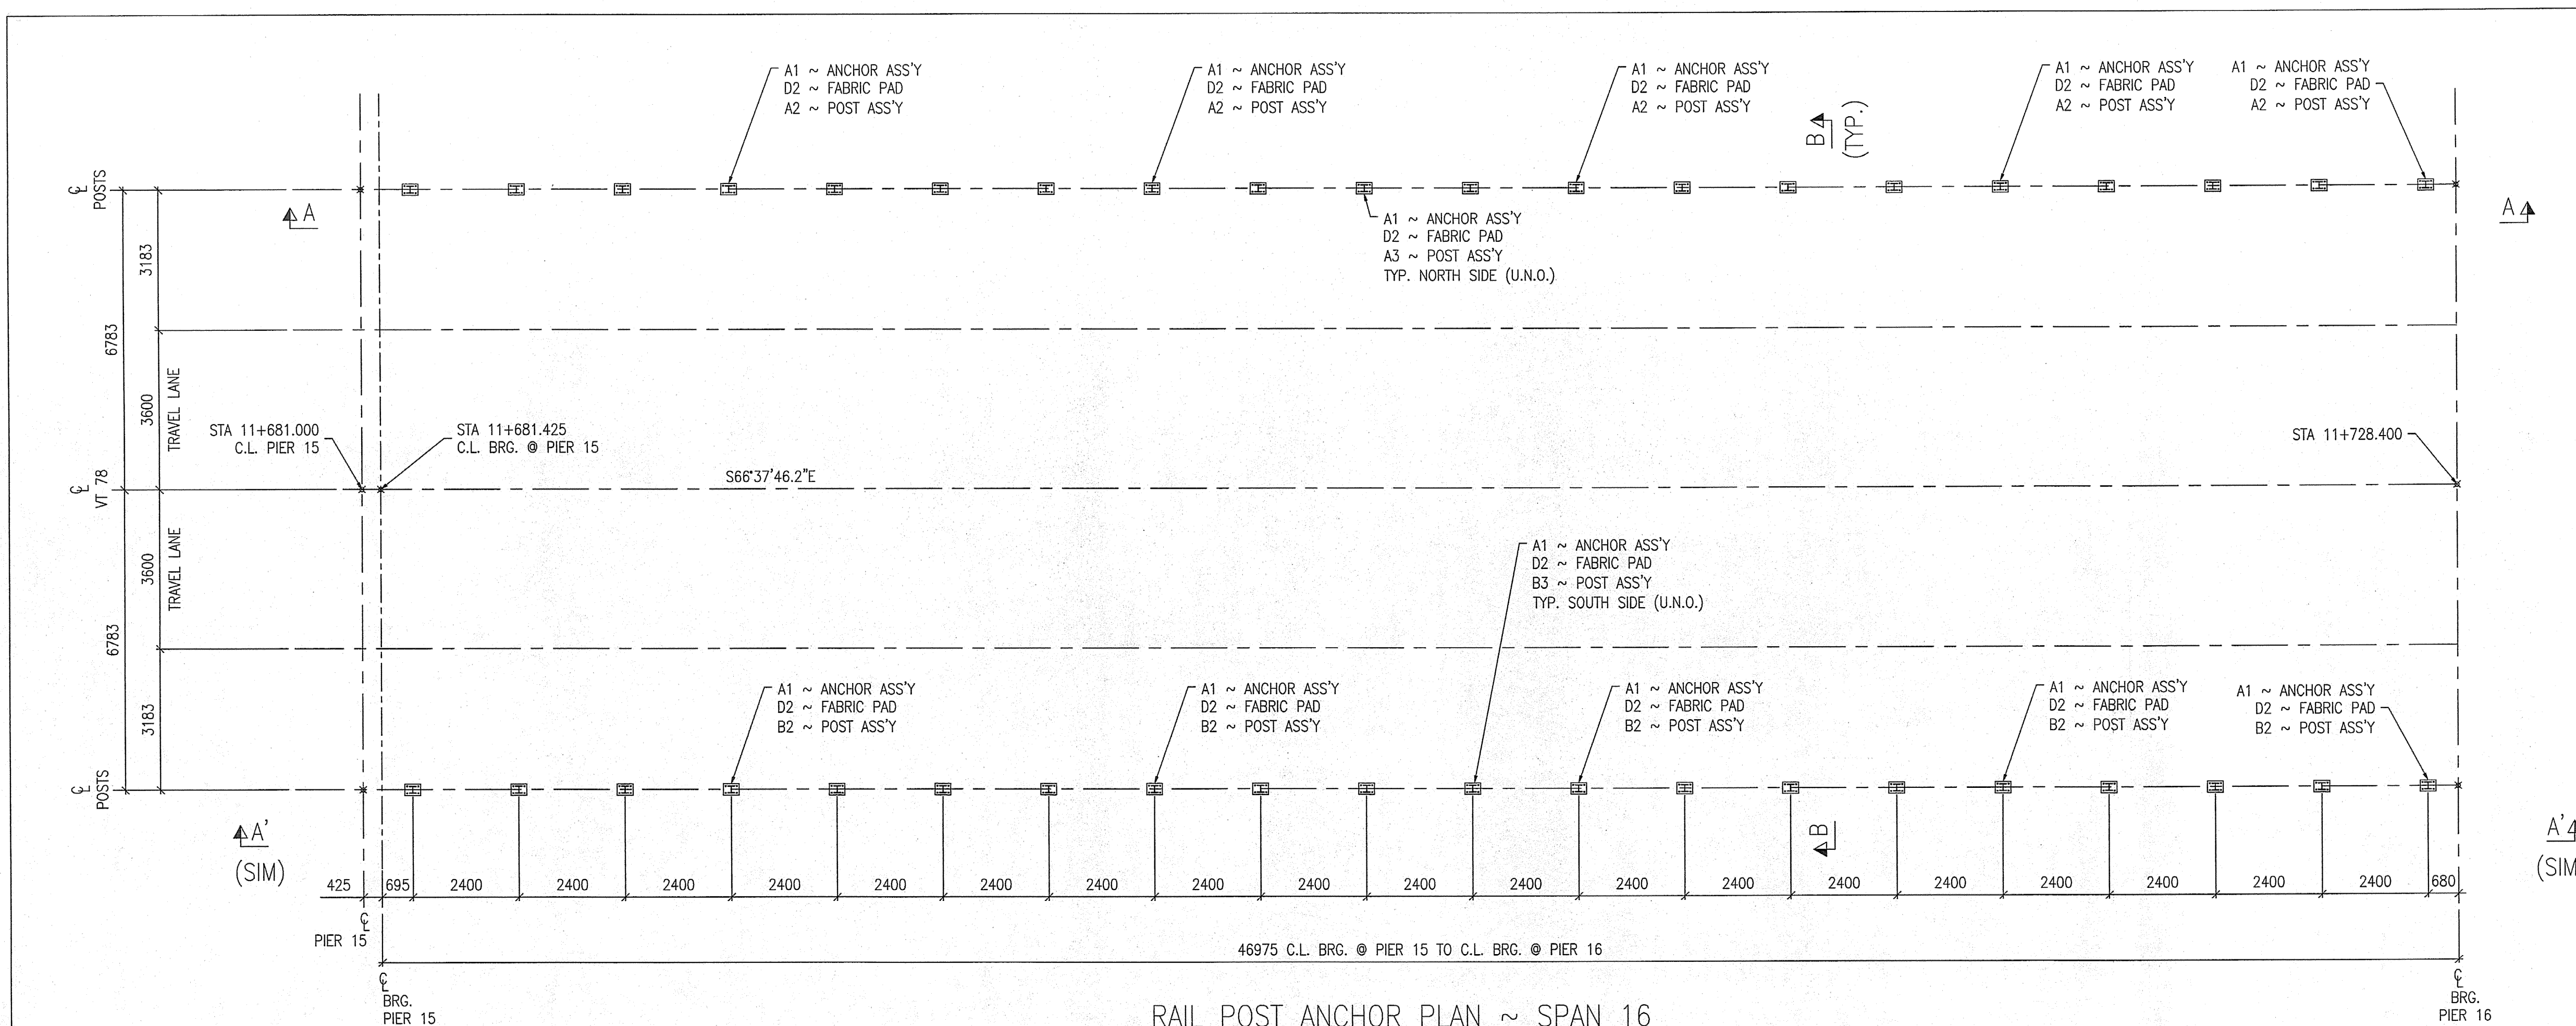 A1 ~ ANCHOR ASS'Y
D2 ~ FABRIC PAD
A2 ~ POST ASS'Y
A1 ~ ANCHOR ASS'Y
D2 ~ FABRIC PAD
A2 ~ POST ASS'Y
A1 ~ ANCHOR ASS'Y
D2 ~ FABRIC PAD
A2 ~ POST ASS'Y
A1 ~ ANCHOR ASS'Y
D2 ~ FABRIC PAD
A2 ~ POST ASS'Y
A1 ~ ANCHOR ASS'Y
D2 ~ FABRIC PAD
A2 ~ POST ASS'Y
B
(TYP.)
℄
POSTS
A
A
A1 ~ ANCHOR ASS'Y
D2 ~ FABRIC PAD
A3 ~ POST ASS'Y
TYP. NORTH SIDE (U.N.O.)
3183
6783
3600
TRAVEL LANE
STA 11+681.000
C.L. PIER 15
STA 11+681.425
C.L. BRG. @ PIER 15
STA 11+728.400
℄
VT 78
S66°37'46.2"E
3600
TRAVEL LANE
6783
3183
A1 ~ ANCHOR ASS'Y
D2 ~ FABRIC PAD
B3 ~ POST ASS'Y
TYP. SOUTH SIDE (U.N.O.)
A1 ~ ANCHOR ASS'Y
D2 ~ FABRIC PAD
B2 ~ POST ASS'Y
A1 ~ ANCHOR ASS'Y
D2 ~ FABRIC PAD
B2 ~ POST ASS'Y
A1 ~ ANCHOR ASS'Y
D2 ~ FABRIC PAD
B2 ~ POST ASS'Y
A1 ~ ANCHOR ASS'Y
D2 ~ FABRIC PAD
B2 ~ POST ASS'Y
A1 ~ ANCHOR ASS'Y
D2 ~ FABRIC PAD
B2 ~ POST ASS'Y
℄
POSTS
A'
(SIM)
B
A'
(SIM
425 695 2400 2400 2400 2400 2400 2400 2400 2400 2400 2400 2400 2400 2400 2400 2400 2400 2400 2400 2400 680
℄
PIER 15
46975 C.L. BRG. @ PIER 15 TO C.L. BRG. @ PIER 16
℄
BRG.
PIER 15
℄
BRG.
PIER 16
RAIL POST ANCHOR PLAN ~ SPAN 16